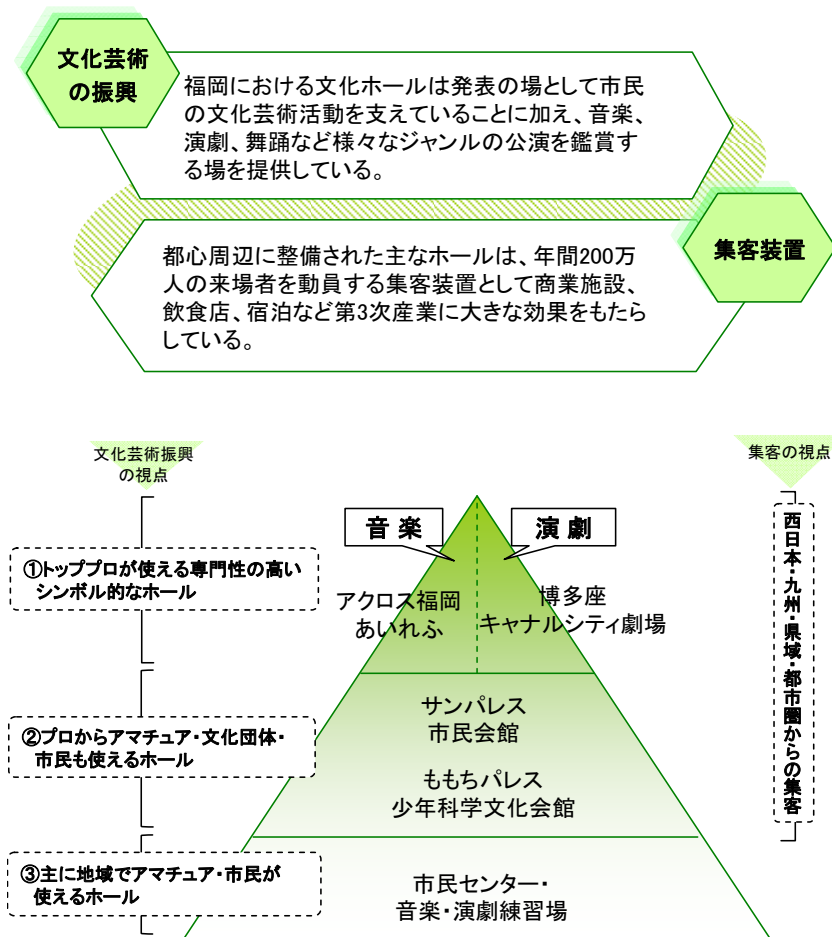 文化芸術
の振興
福岡における文化ホールは発表の場として市民
の文化芸術活動を支えていることに加え、音楽、
演劇、舞踊など様々なジャンルの公演を鑑賞す
る場を提供している。
集客装置
都心周辺に整備された主なホールは、年間200万
人の来場者を動員する集客装置として商業施設、
飲食店、宿泊など第3次産業に大きな効果をもたら
している。
文化芸術振興
の視点
集客の視点
音 楽
演 劇
①トッププロが使える専門性の高い
シンボル的なホール
アクロス福岡
あいれふ
博多座
キャナルシティ劇場
西日本・九州・県域・都市圏からの集客
②プロからアマチュア・文化団体・
市民も使えるホール
サンパレス
市民会館
ももちパレス
少年科学文化会館
③主に地域でアマチュア・市民が
使えるホール
市民センター・
音楽・演劇練習場